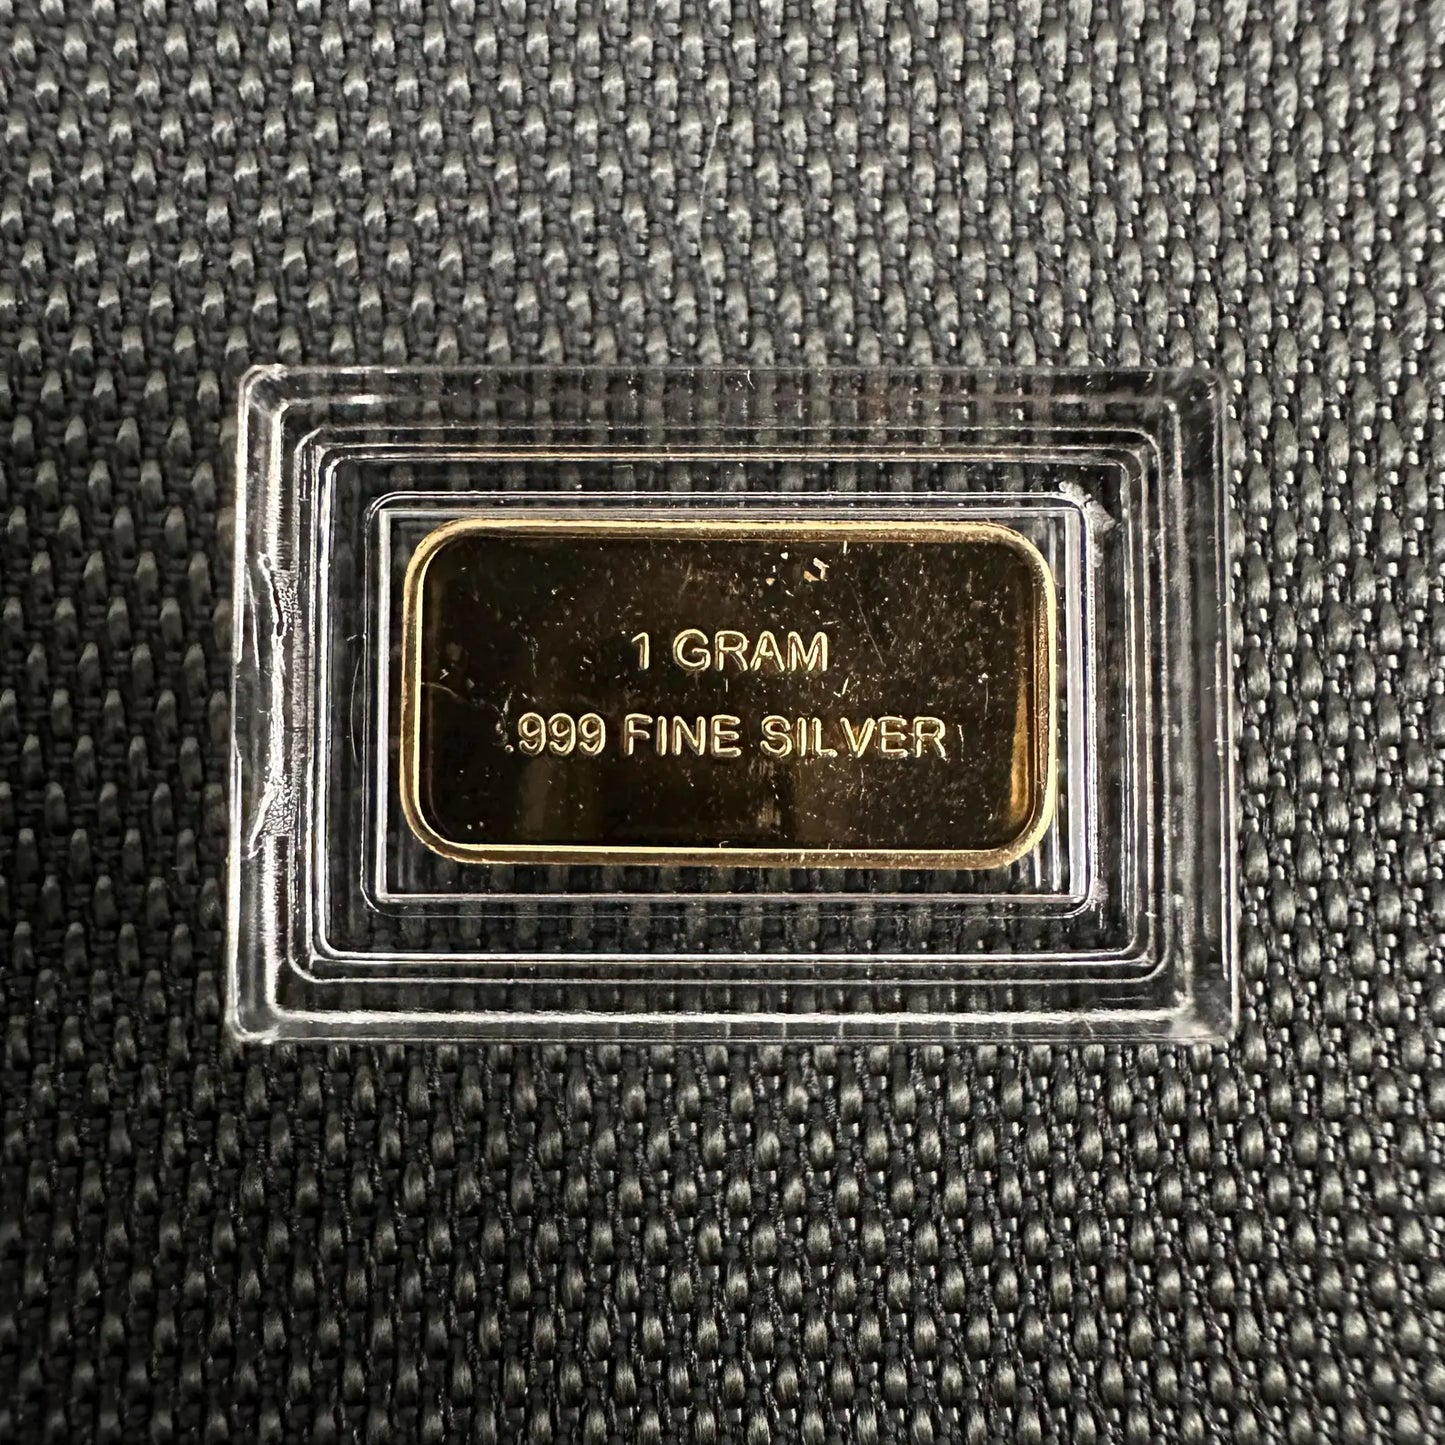 1 GRAM
.999 FINE SILVER